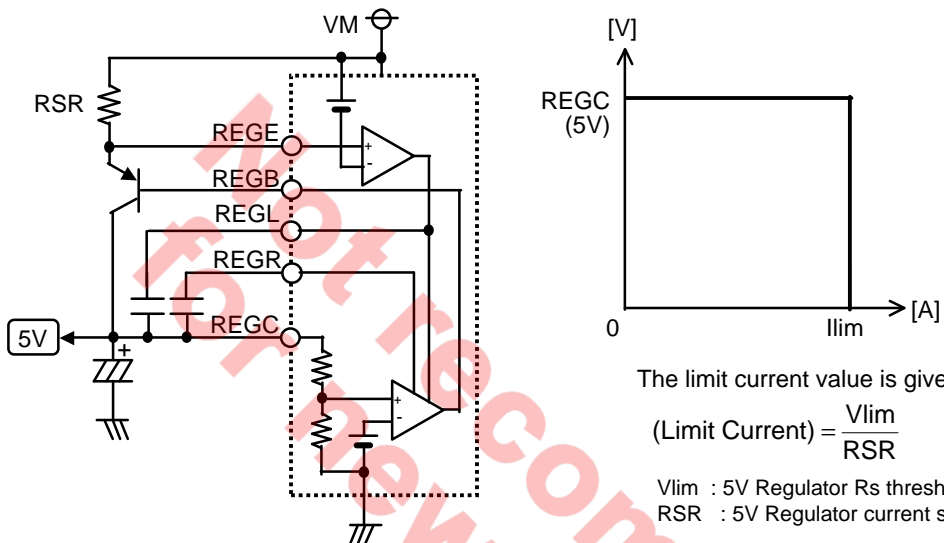 VM
RSR
REGE
REGB
REGL
REGR
REGC
5V
+
+
-
+
-
[V]
REGC
(5V)
0
Ilim
[A]
The limit current value is give
(Limit Current) = Vlim
RSR
Vlim : 5V Regulator Rs thresh
RSR : 5V Regulator current s
Not recom
for new